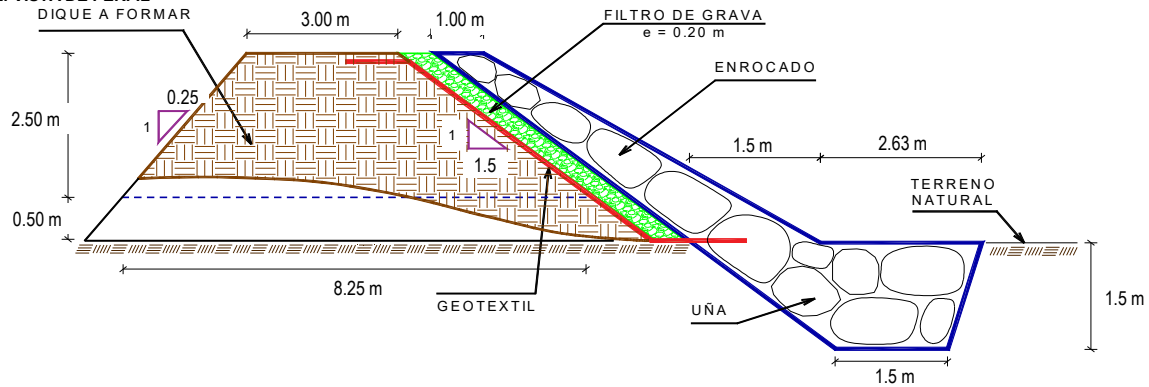 DIQUE A FORMAR
3.00 m
1.00 m
FILTRO DE GRAVA
e = 0.20 m
ENROCADO
0.25
1
2.50 m
1
1.5
1.5 m
2.63 m
TERRENO
NATURAL
0.50 m
8.25 m
GEOTEXTIL
UÑA
1.5 m
1.5 m